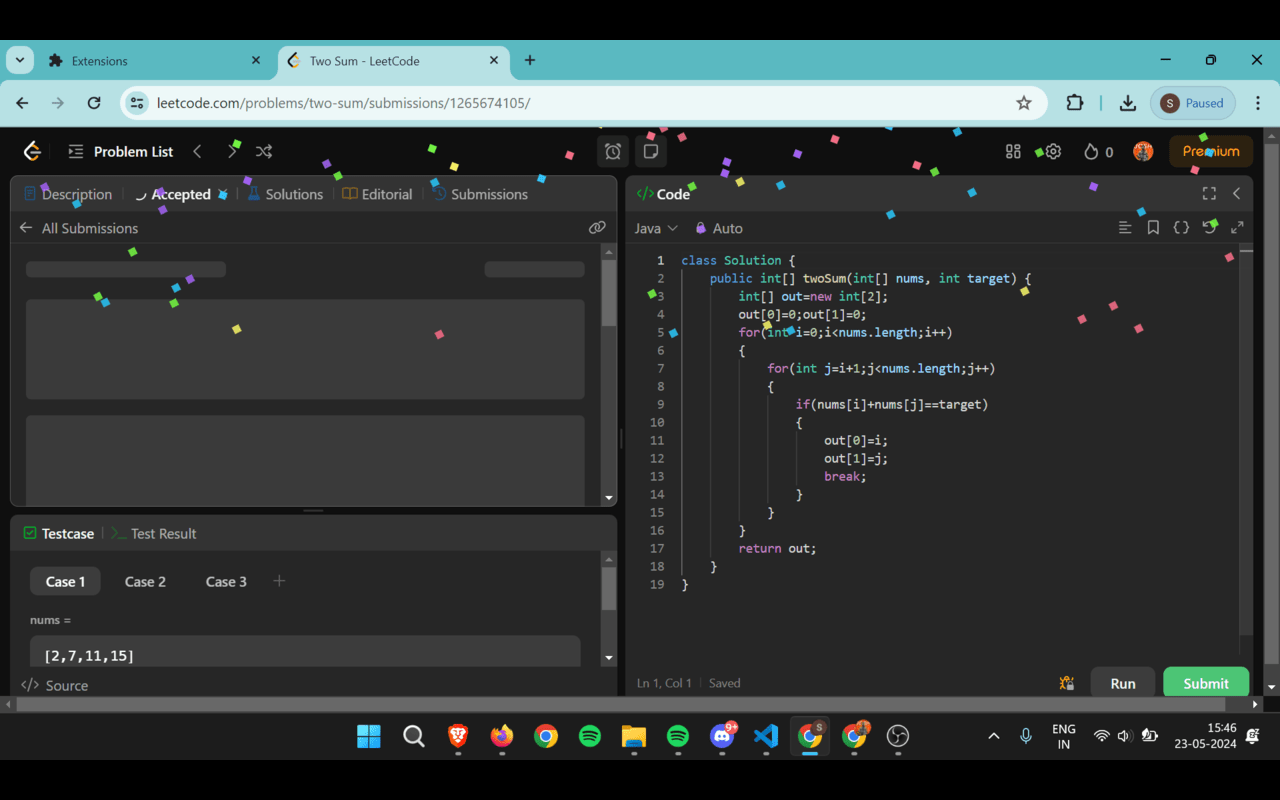 Extensions
Two Sum - LeetCode
leetcode.com/problems/two-sum/submissions/1265674105/
S Paused
Problem List
0
Premium
Description
Accepted
Solutions
Editorial
Submissions
All Submissions
Testcase
Test Result
Case 1 Case 2 Case 3 +
nums =
[2,7,11,15]
</> Source
</> Code
Java Auto
1 class Solution {
2 public int[] twoSum(int[] nums, int target) {
3 int[] out=new int[2];
4 out[0]=0;out[1]=0;
5 for(int i=0;i<nums.length;i++)
6 {
7 for(int j=i+1;j<nums.length;j++)
8 {
9 if(nums[i]+nums[j]==target)
10 {
11 out[0]=i;
12 out[1]=j;
13 break;
14 }
15 }
16 }
17 return out;
18 }
19 }
Ln 1, Col 1 Saved
Run
Submit
9+
S
ENG
IN
15:46
23-05-2024